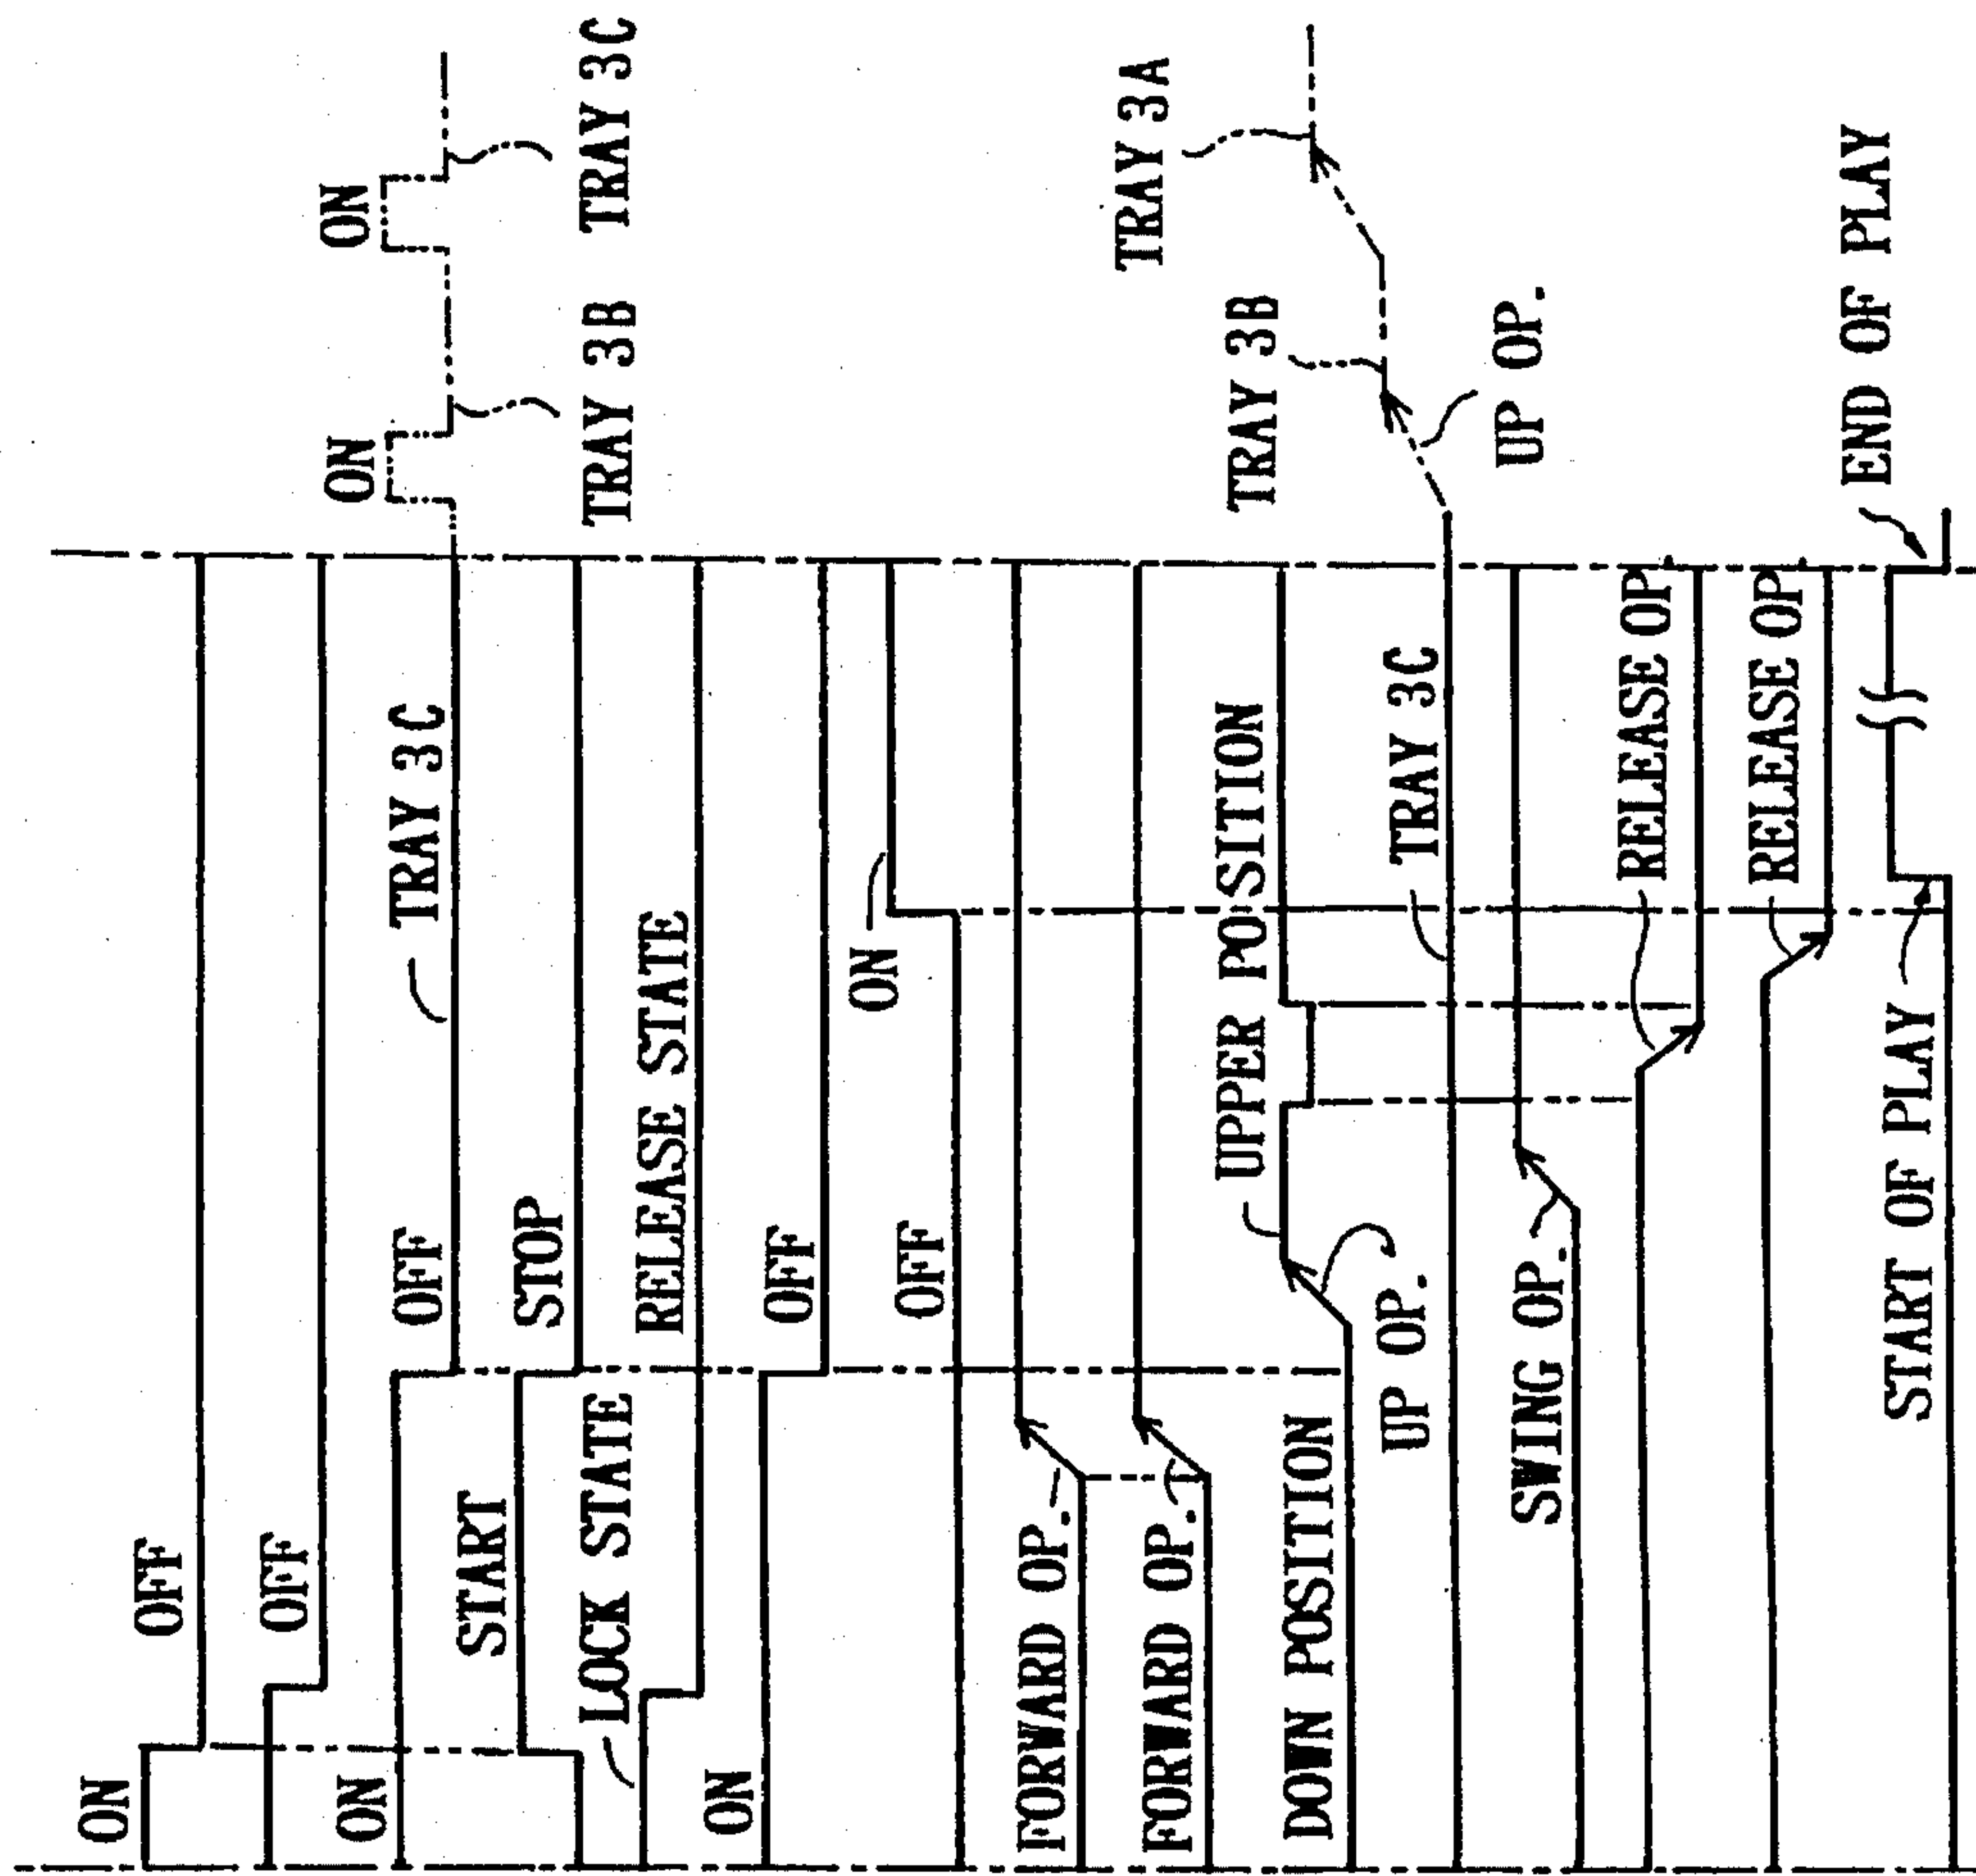 ON
OFF
OFF
ON
OFF
TRAY 3C
ON
TRAY 3B
ON
TRAY 3C
START
STOP
LOCK STATE
RELEASE STATE
ON
OFF
OFF
ON
FORWARD OP.
FORWARD OP.
DOWN POSITION
UP OP.
UPPER POSITION
TRAY 3C
TRAY 3B
TRAY 3A
UP OP.
SWING OP.
RELEASE OP.
RELEASE OP.
START OF PLAY
END OF PLAY